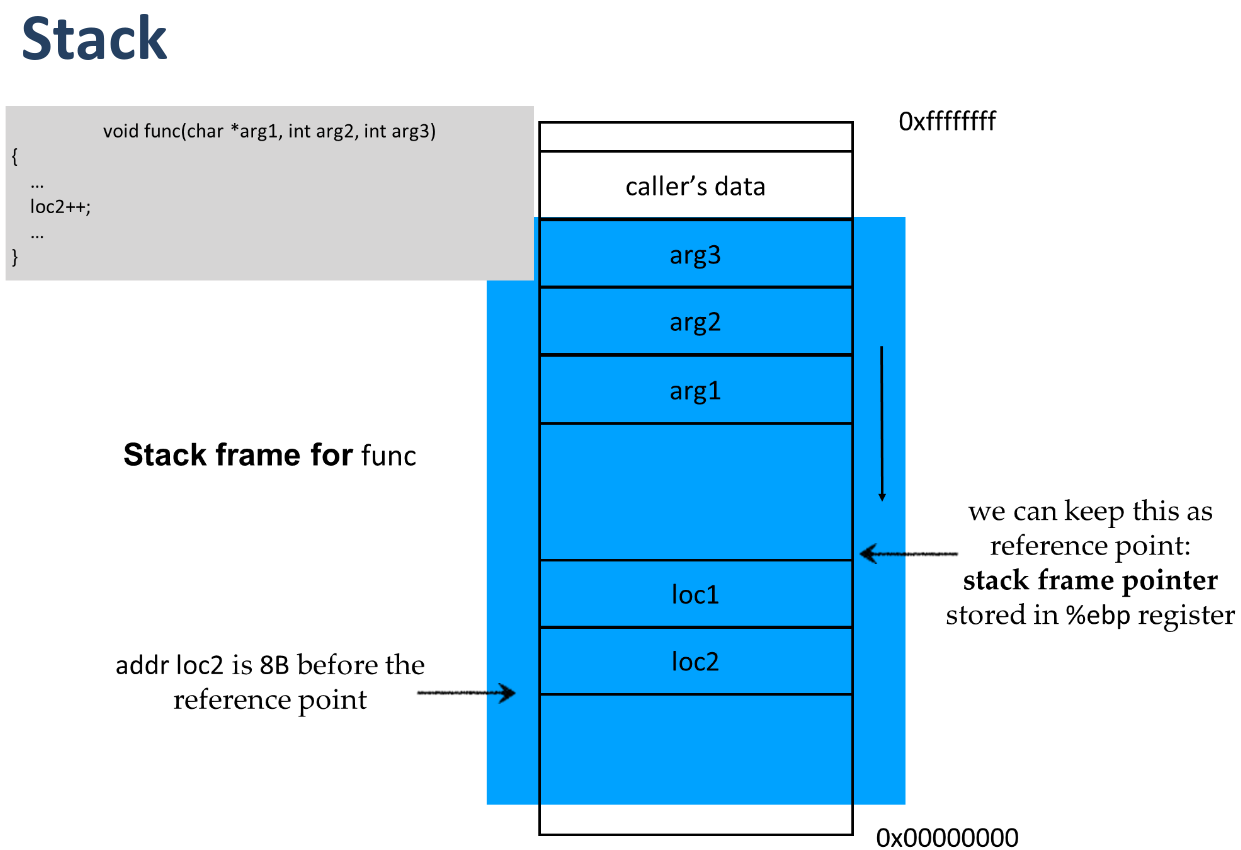 Stack
void func(char *arg1, int arg2, int arg3)
{
...
loc2++;
...
}
0xffffffff
caller's data
arg3
arg2
arg1
Stack frame for func
we can keep this as
reference point:
stack frame pointer
stored in %ebp register
loc1
loc2
addr loc2 is 8B before the
reference point
0x00000000